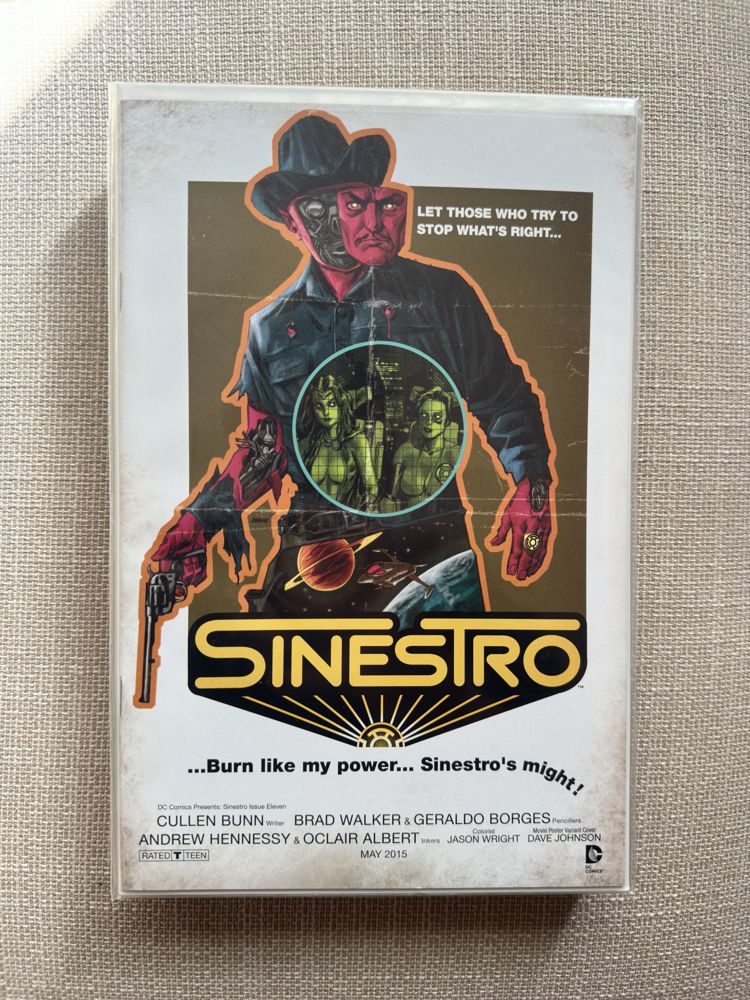 LET THOSE WHO TRY TO
STOP WHAT'S RIGHT...
SINESTRO™
...Burn like my power... Sinestro's might!
DC Comics Presents: Sinestro Issue Eleven
CULLEN BUNN Writer BRAD WALKER & GERALDO BORGES Pencillers
ANDREW HENNESSY & OCLAIR ALBERT Inkers Colorist JASON WRIGHT Movie Poster Variant Cover DAVE JOHNSON
RATED T TEEN
MAY 2015
DC COMICS™